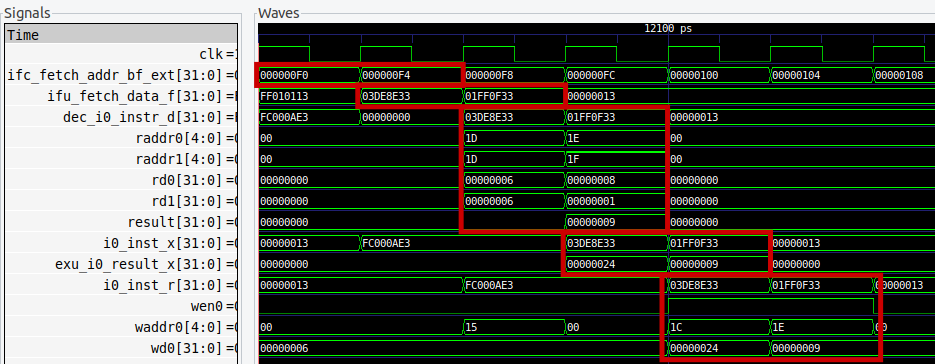 Signals
Waves
Time
12100 ps
clk =
ifc_fetch_addr_bf_ext[31:0] = 000000F0 000000F4 000000F8 000000FC 00000100 00000104 00000108
ifu_fetch_data_f[31:0] = FF010113 03DE8E33 01FF0F33 00000013
dec_i0_instr_d[31:0] = FC000AE3 00000000 03DE8E33 01FF0F33 00000013
raddr0[4:0] = 00 1D 1E 00
raddr1[4:0] = 00 1D 1F 00
rd0[31:0] = 00000000 00000006 00000008 00000000
rd1[31:0] = 00000000 00000006 00000001 00000000
result[31:0] = 00000000 00000009 00000000
i0_inst_x[31:0] = 00000013 FC000AE3 03DE8E33 01FF0F33 00000013
exu_i0_result_x[31:0] = 00000000 00000024 00000009 00000000
i0_inst_r[31:0] = 00000013 FC000AE3 03DE8E33 01FF0F33 00000013
wen0 =
waddr0[4:0] = 00 15 00 1C 1E 00
wd0[31:0] = 00000006 00000024 00000009